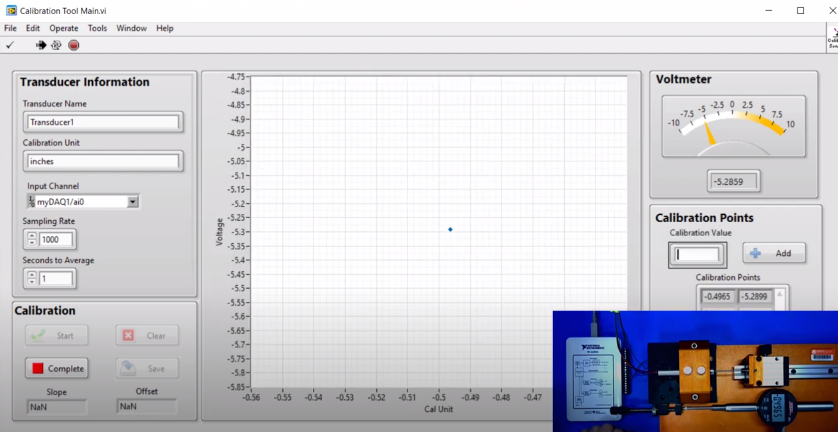 Calibration Tool Main.vi
File Edit Operate Tools Window Help
Transducer Information
Transducer Name
Transducer1
Calibration Unit
inches
Input Channel
myDAQ1/ai0
Sampling Rate
1000
Seconds to Average
1
Calibration
Start
Clear
Complete
Save
Slope
Offset
NaN
NaN
-4.75
-4.8
-4.85
-4.9
-4.95
-5
-5.05
-5.1
-5.15
-5.2
-5.25
-5.3
-5.35
-5.4
-5.45
-5.5
-5.55
-5.6
-5.65
-5.7
-5.75
-5.8
-5.85
Voltage
-0.56 -0.55 -0.54 -0.53 -0.52 -0.51 -0.5 -0.49 -0.48 -0.47
Cal Unit
Voltmeter
-10 -7.5 -5 -2.5 0 2.5 5 7.5 10
-5.2859
Calibration Points
Calibration Value
Add
Calibration Points
-0.4965 -5.2899